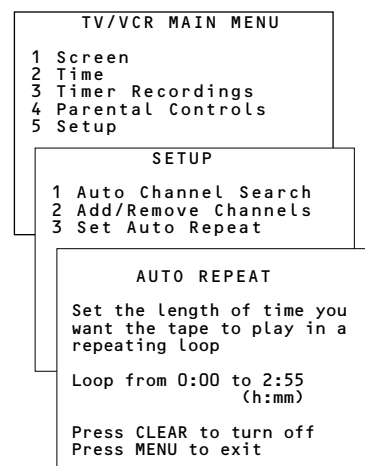 TV/VCR MAIN MENU
1 Screen
2 Time
3 Timer Recordings
4 Parental Controls
5 Setup
SETUP
1 Auto Channel Search
2 Add/Remove Channels
3 Set Auto Repeat
AUTO REPEAT
Set the length of time you
want the tape to play in a
repeating loop
Loop from 0:00 to 2:55
(h:mm)
Press CLEAR to turn off
Press MENU to exit